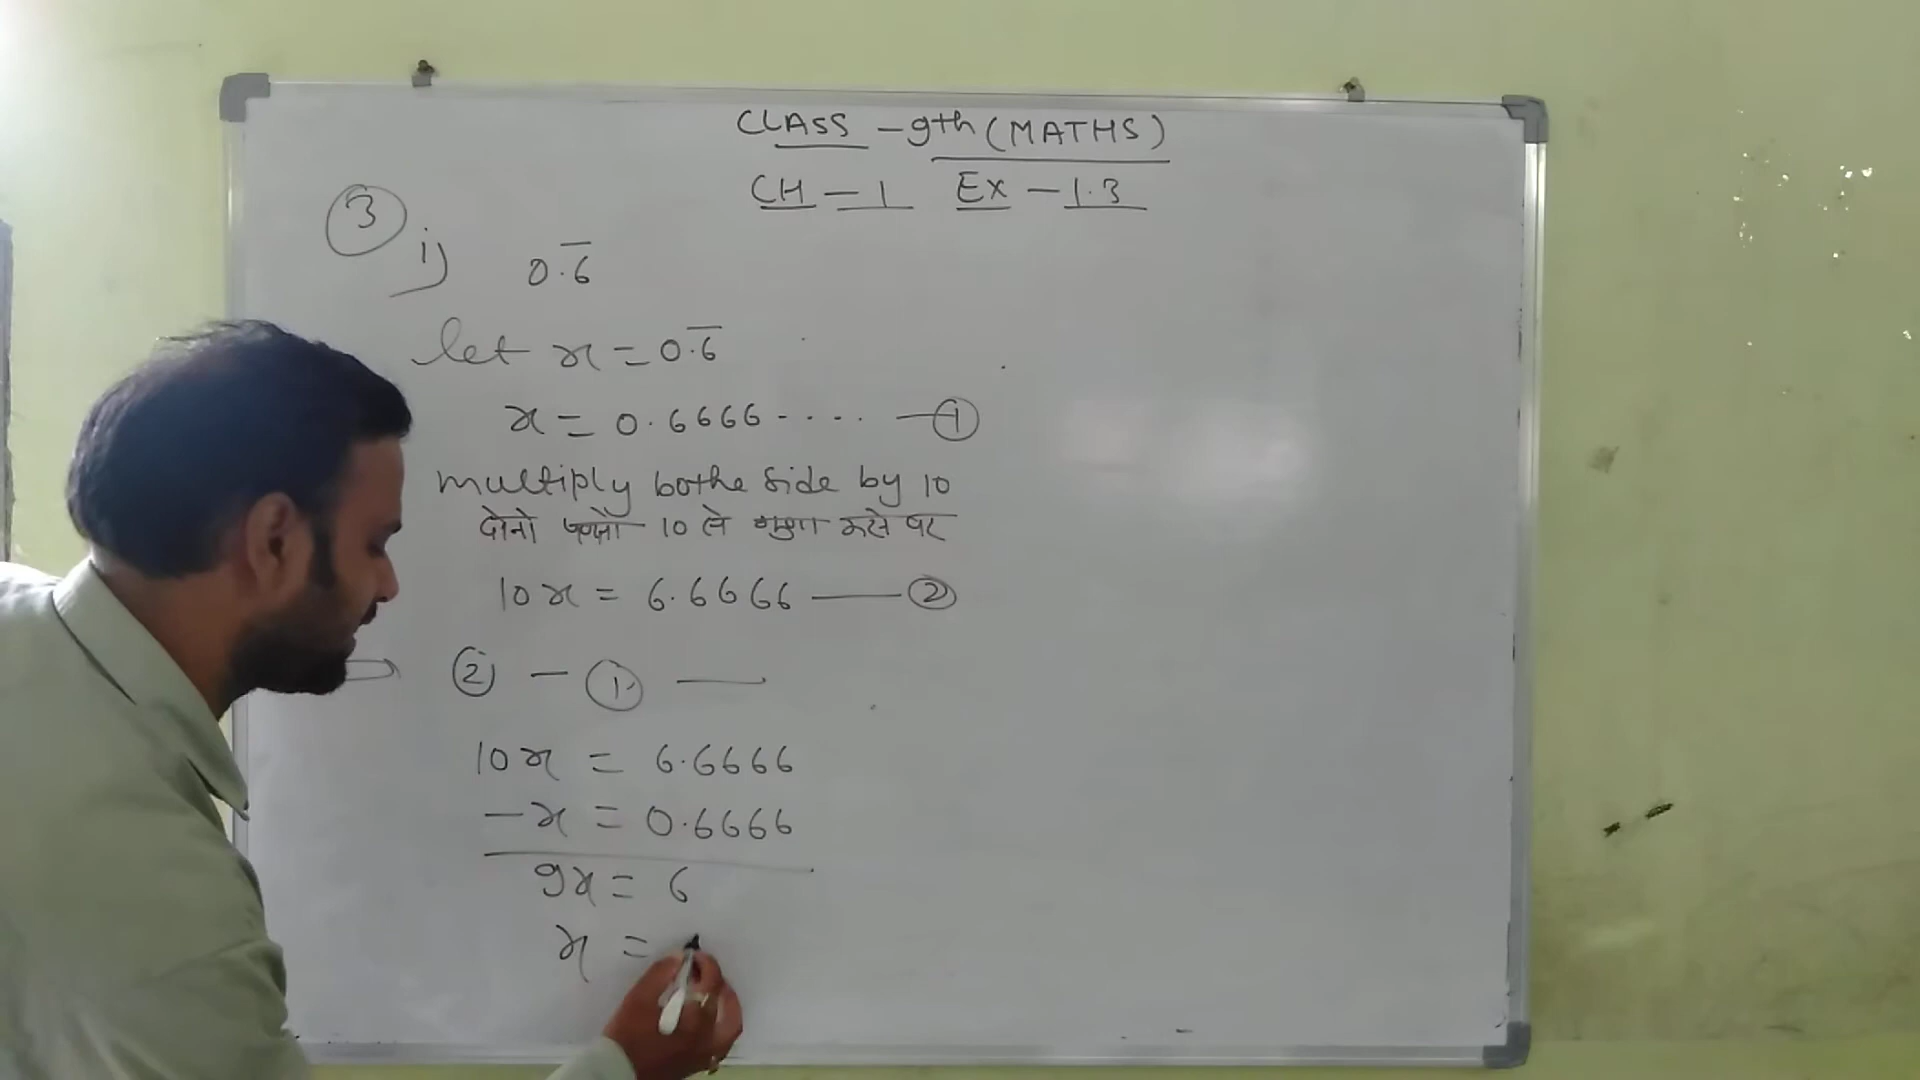 CLASS - 9th (MATHS)
CH - 1 EX - 1.3
3
i) 0.6̅
let x = 0.6̅
x = 0.6666 - . . . . — 1
multiply bothe side by 10
दोनो 10 से गुणा करने पर
10x = 6.6666 — 2
2 - 1 —
10x = 6.6666
-x = 0.6666
9x = 6
x =